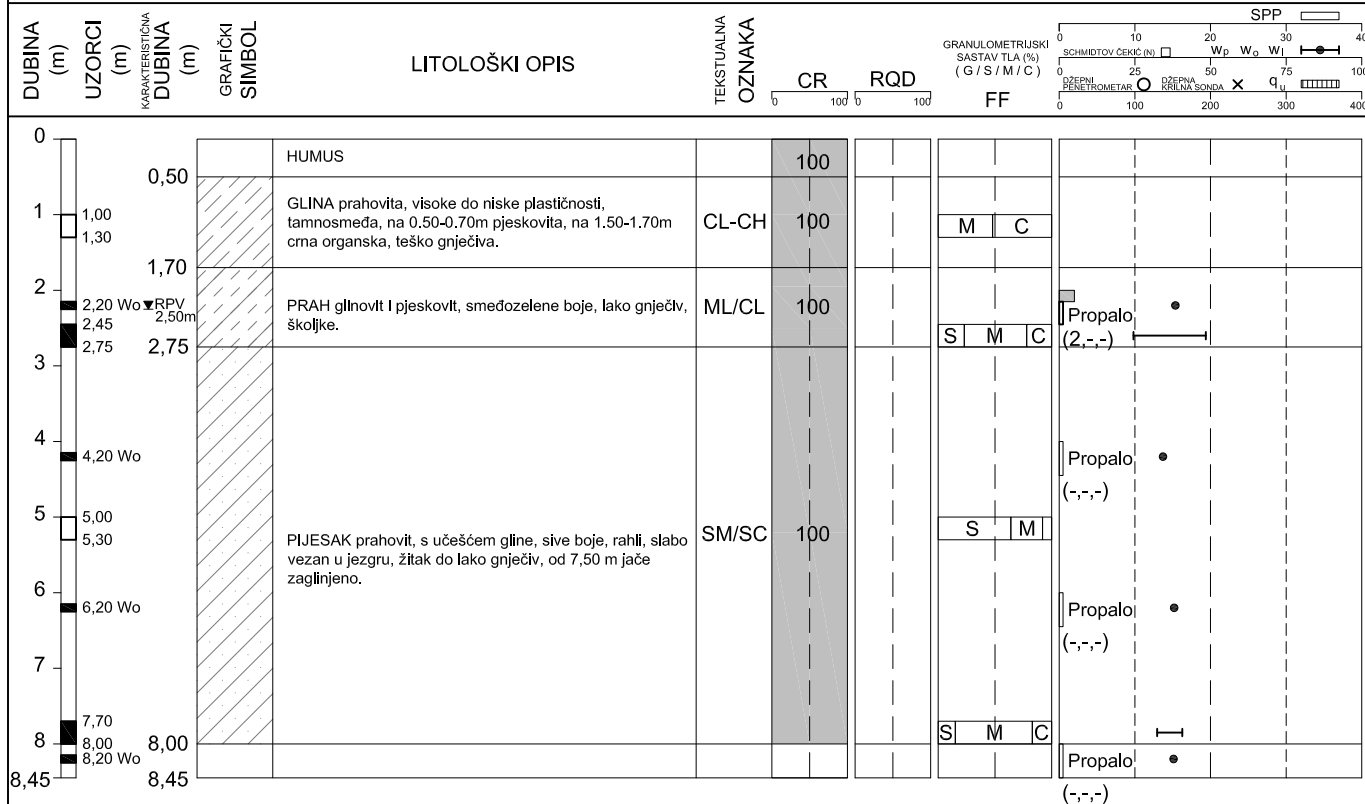 DUBINA (m)
UZORCI (m)
KARAKTERISTIČNA DUBINA (m)
GRAFIČKI SIMBOL
LITOLOŠKI OPIS
TEKSTUALNA OZNAKA
CR
0 100
RQD
0 100
GRANULOMETRIJSKI
SASTAV TLA (%)
( G / S / M / C )
FF
SPP
0 10 20 30 40
SCHMIDTOV ČEKIĆ (N) Wp Wo Wl
0 25 50 75 100
DŽEPNI PENETROMETAR DŽEPNA KRILNA SONDA qu
0 100 200 300 400
0
HUMUS
100
0,50
1
1,00
1,30
GLINA prahovita, visoke do niske plastičnosti,
tamnosmeđa, na 0.50-0.70m pjeskovita, na 1.50-1.70m
crna organska, teško gnječiva.
CL-CH
100
M C
1,70
2
2,20 Wo
RPV
2,50m
2,45
2,75
2,75
PRAH glinovit i pjeskovit, smeđozelene boje, lako gnječiv,
školjke.
ML/CL
100
S M C
Propalo
(2,-,-)
3
4
4,20 Wo
Propalo
(-,-,-)
5
5,00
5,30
PIJESAK prahovit, s učešćem gline, sive boje, rahli, slabo
vezan u jezgru, žitak do lako gnječiv, od 7,50 m jače
zaglinjeno.
SM/SC
100
S M
6
6,20 Wo
Propalo
(-,-,-)
7
7,70
8
8,00
8,00
S M C
8,20 Wo
Propalo
(-,-,-)
8,45
8,45